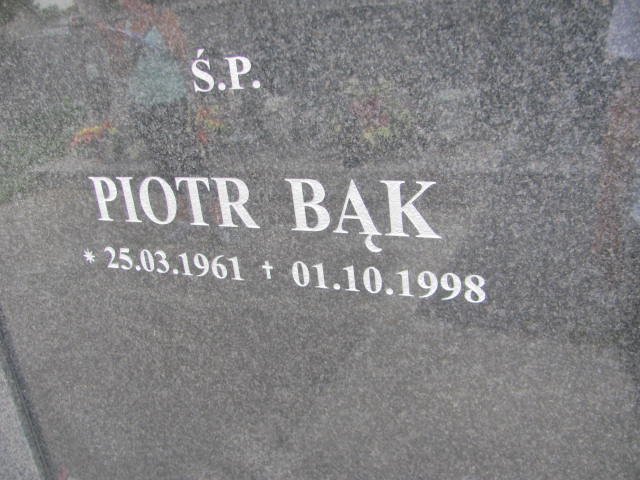 Ś.P.
PIOTR BĄK
* 25.03.1961 ✝ 01.10.1998